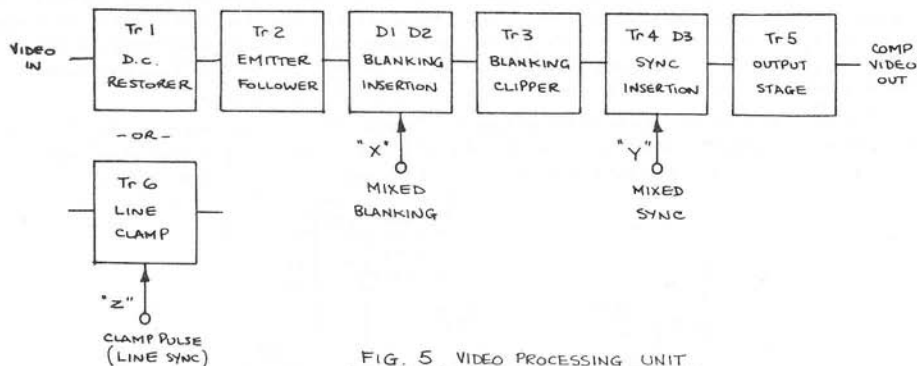 VIDEO
IN
Tr 1
D.C.
RESTORER
Tr 2
EMITTER
FOLLOWER
D1 D2
BLANKING
INSERTION
Tr 3
BLANKING
CLIPPER
Tr 4 D3
SYNC
INSERTION
Tr 5
OUTPUT
STAGE
COMP
VIDEO
OUT
- OR -
"X"
MIXED
BLANKING
"Y"
MIXED
SYNC
Tr 6
LINE
CLAMP
"Z"
CLAMP PULSE
(LINE SYNC)
FIG. 5 VIDEO PROCESSING UNIT